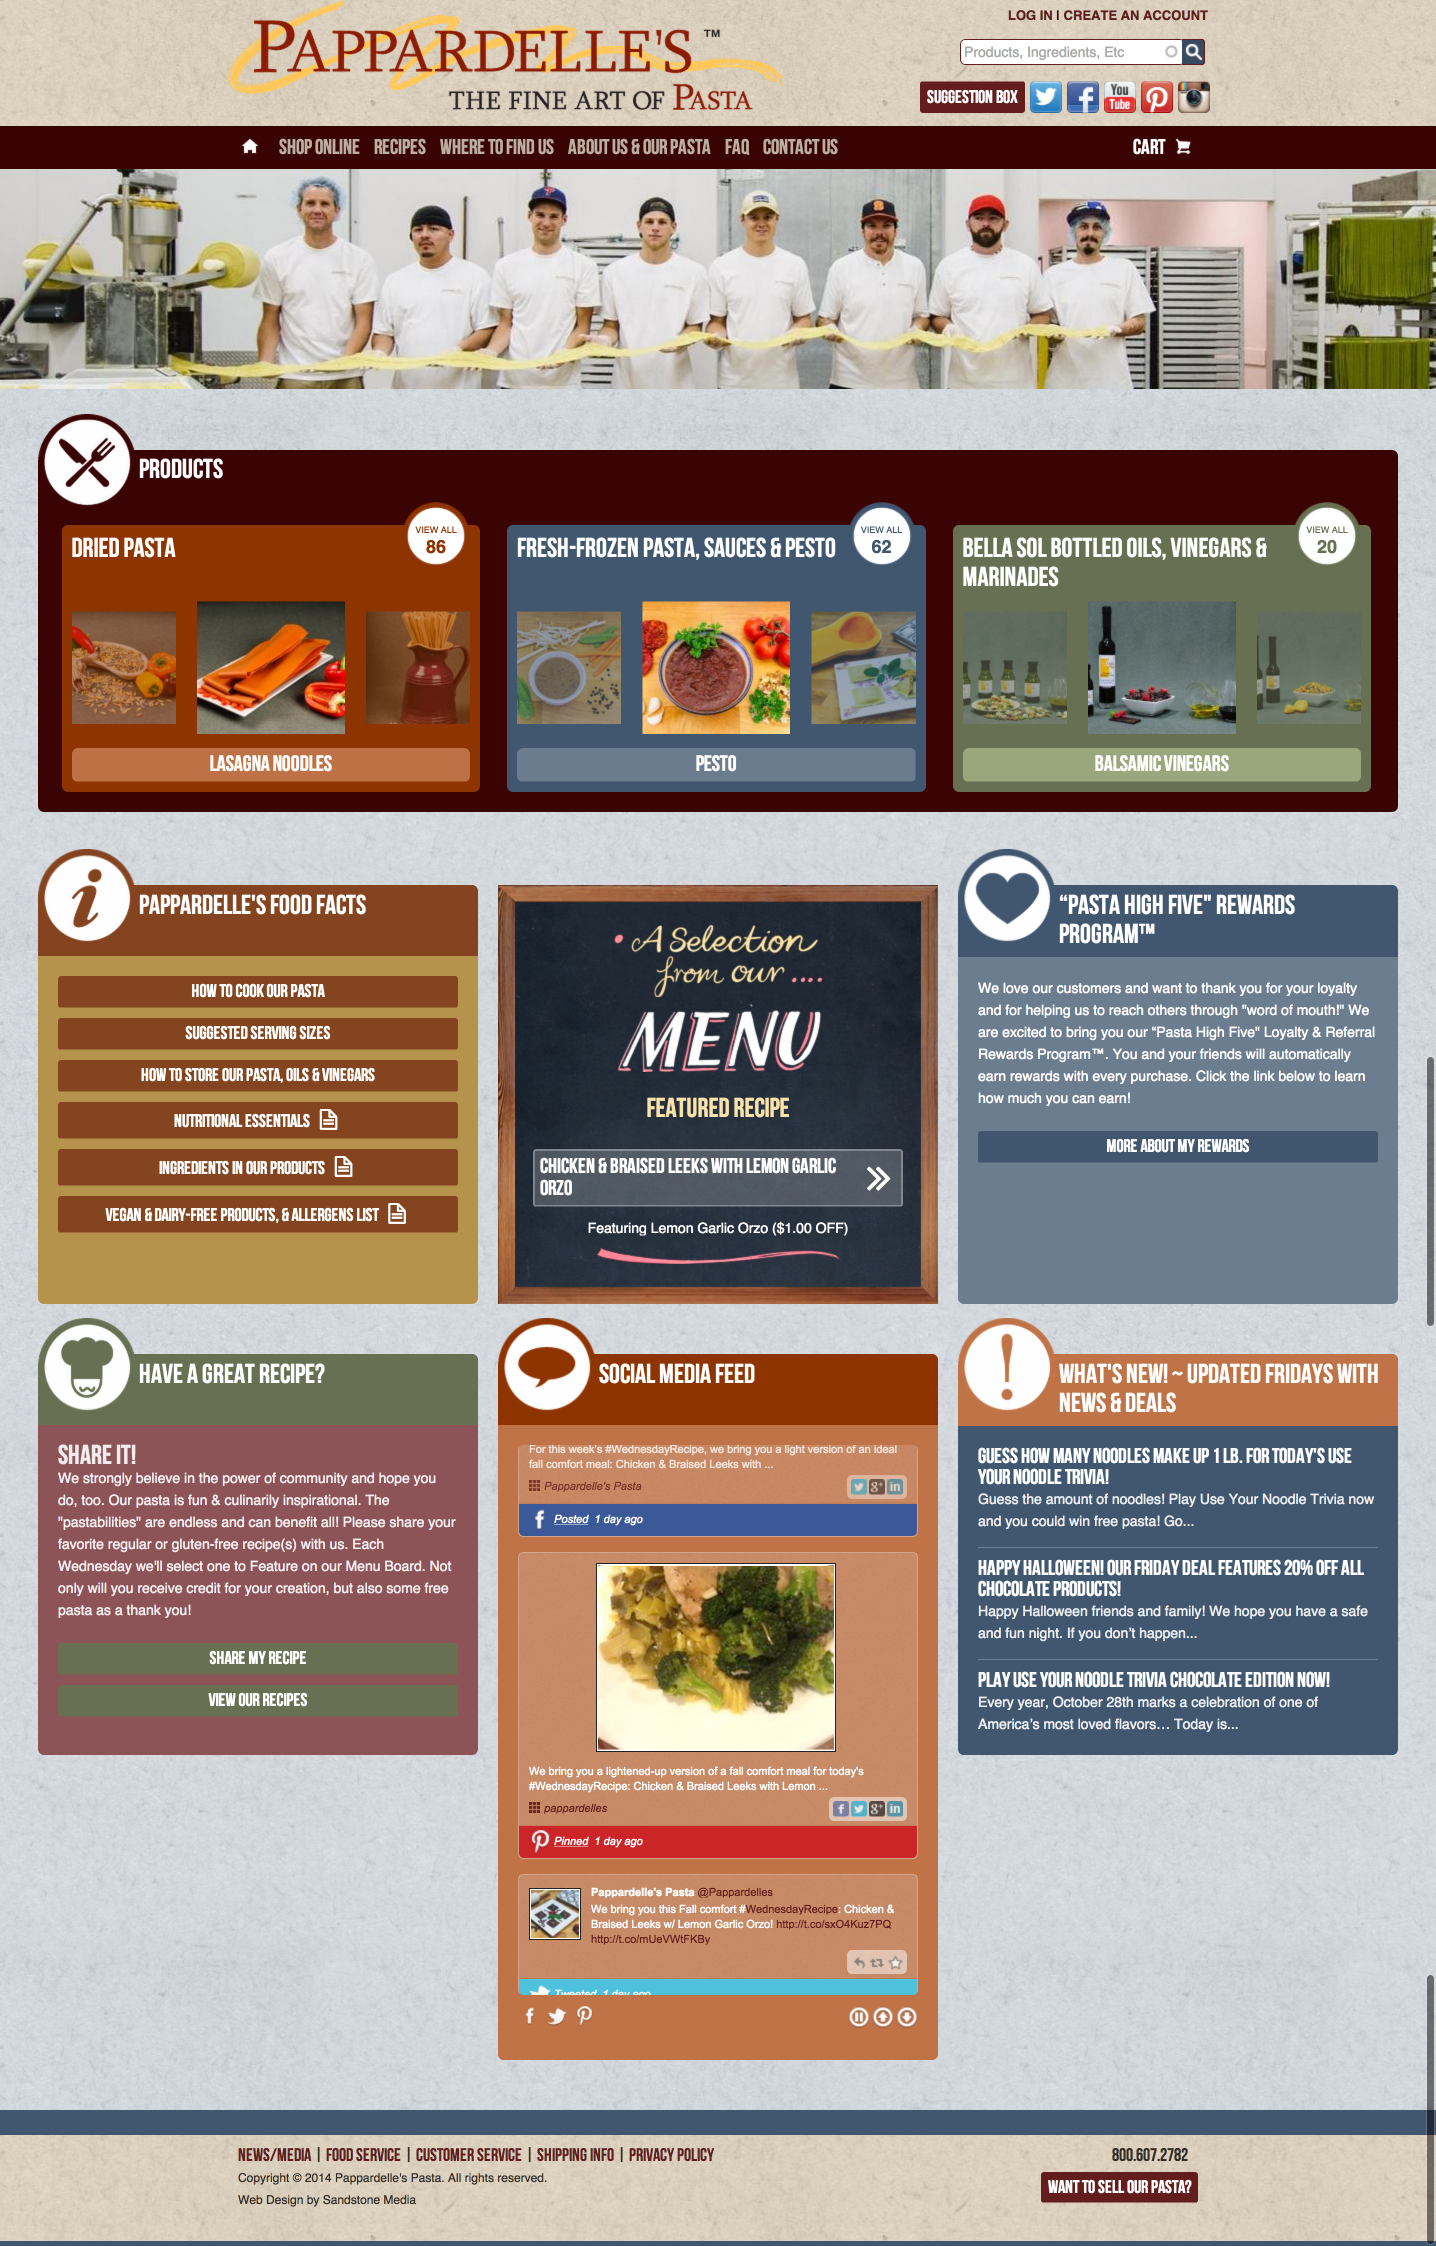 LOG IN | CREATE AN ACCOUNT
PAPPARDELLE'S™
THE FINE ART OF PASTA
Products, Ingredients, Etc
SUGGESTION BOX
You Tube
SHOP ONLINE RECIPES WHERE TO FIND US ABOUT US & OUR PASTA FAQ CONTACT US CART
PRODUCTS
DRIED PASTA
VIEW ALL
86
LASAGNA NOODLES
FRESH-FROZEN PASTA, SAUCES & PESTO
VIEW ALL
62
PESTO
BELLA SOL BOTTLED OILS, VINEGARS &
MARINADES
VIEW ALL
20
BALSAMIC VINEGARS
PAPPARDELLE'S FOOD FACTS
HOW TO COOK OUR PASTA
SUGGESTED SERVING SIZES
HOW TO STORE OUR PASTA, OILS & VINEGARS
NUTRITIONAL ESSENTIALS
INGREDIENTS IN OUR PRODUCTS
VEGAN & DAIRY-FREE PRODUCTS, & ALLERGENS LIST
A Selection
from our ....
MENU
FEATURED RECIPE
CHICKEN & BRAISED LEEKS WITH LEMON GARLIC
ORZO
Featuring Lemon Garlic Orzo ($1.00 OFF)
“PASTA HIGH FIVE" REWARDS
PROGRAM™
We love our customers and want to thank you for your loyalty
and for helping us to reach others through "word of mouth!" We
are excited to bring you our “Pasta High Five" Loyalty & Referral
Rewards Program™. You and your friends will automatically
earn rewards with every purchase. Click the link below to learn
how much you can earn!
MORE ABOUT MY REWARDS
HAVE A GREAT RECIPE?
SHARE IT!
We strongly believe in the power of community and hope you
do, too. Our pasta is fun & culinarily inspirational. The
"pastabilities" are endless and can benefit all! Please share your
favorite regular or gluten-free recipe(s) with us. Each
Wednesday we'll select one to Feature on our Menu Board. Not
only will you receive credit for your creation, but also some free
pasta as a thank you!
SHARE MY RECIPE
VIEW OUR RECIPES
SOCIAL MEDIA FEED
For this week's #WednesdayRecipe, we bring you a light version of an ideal
fall comfort meal: Chicken & Braised Leeks with ...
Pappardelle's Pasta
Posted 1 day ago
We bring you a lightened-up version of a fall comfort meal for today's
#WednesdayRecipe: Chicken & Braised Leeks with Lemon ...
pappardelles
Pinned 1 day ago
Pappardelle's Pasta @Pappardelles
We bring you this Fall comfort #WednesdayRecipe: Chicken &
Braised Leeks w/ Lemon Garlic Orzo! http://t.co/sxO4Kuz7PQ
http://t.co/mUeVWtFKBy
Tweeted 1 day ago
WHAT'S NEW! ~ UPDATED FRIDAYS WITH
NEWS & DEALS
GUESS HOW MANY NOODLES MAKE UP 1 LB. FOR TODAY'S USE
YOUR NOODLE TRIVIA!
Guess the amount of noodles! Play Use Your Noodle Trivia now
and you could win free pasta! Go...
HAPPY HALLOWEEN! OUR FRIDAY DEAL FEATURES 20% OFF ALL
CHOCOLATE PRODUCTS!
Happy Halloween friends and family! We hope you have a safe
and fun night. If you don't happen...
PLAY USE YOUR NOODLE TRIVIA CHOCOLATE EDITION NOW!
Every year, October 28th marks a celebration of one of
America's most loved flavors… Today is...
NEWS/MEDIA | FOOD SERVICE | CUSTOMER SERVICE | SHIPPING INFO | PRIVACY POLICY
Copyright © 2014 Pappardelle's Pasta. All rights reserved.
Web Design by Sandstone Media
800.607.2782
WANT TO SELL OUR PASTA?